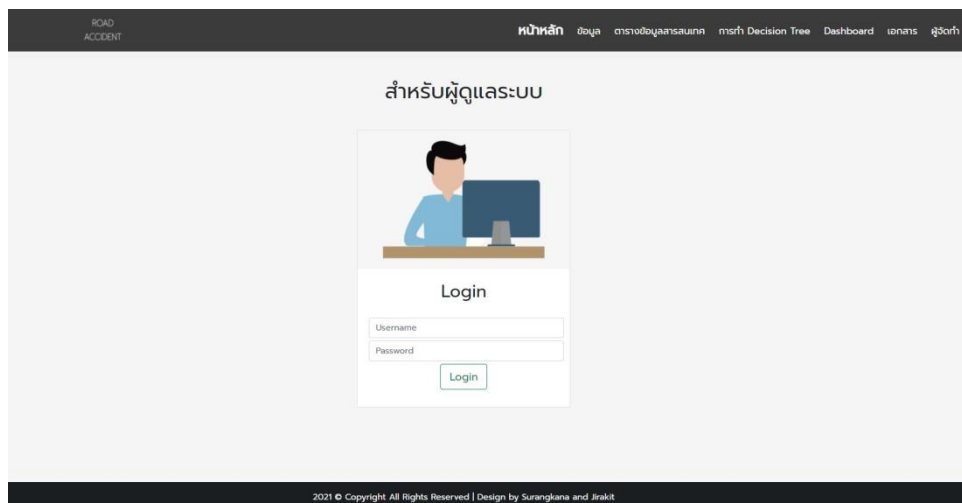 ROAD
ACCIDENT
หน้าหลัก ข้อมูล ตารางข้อมูลสารสนเทศ การทำ Decision Tree Dashboard เอกสาร ผู้จัดทำ
สำหรับผู้ดูแลระบบ
Login
Username
Password
Login
2021 © Copyright All Rights Reserved | Design by Surangkana and Jirakit